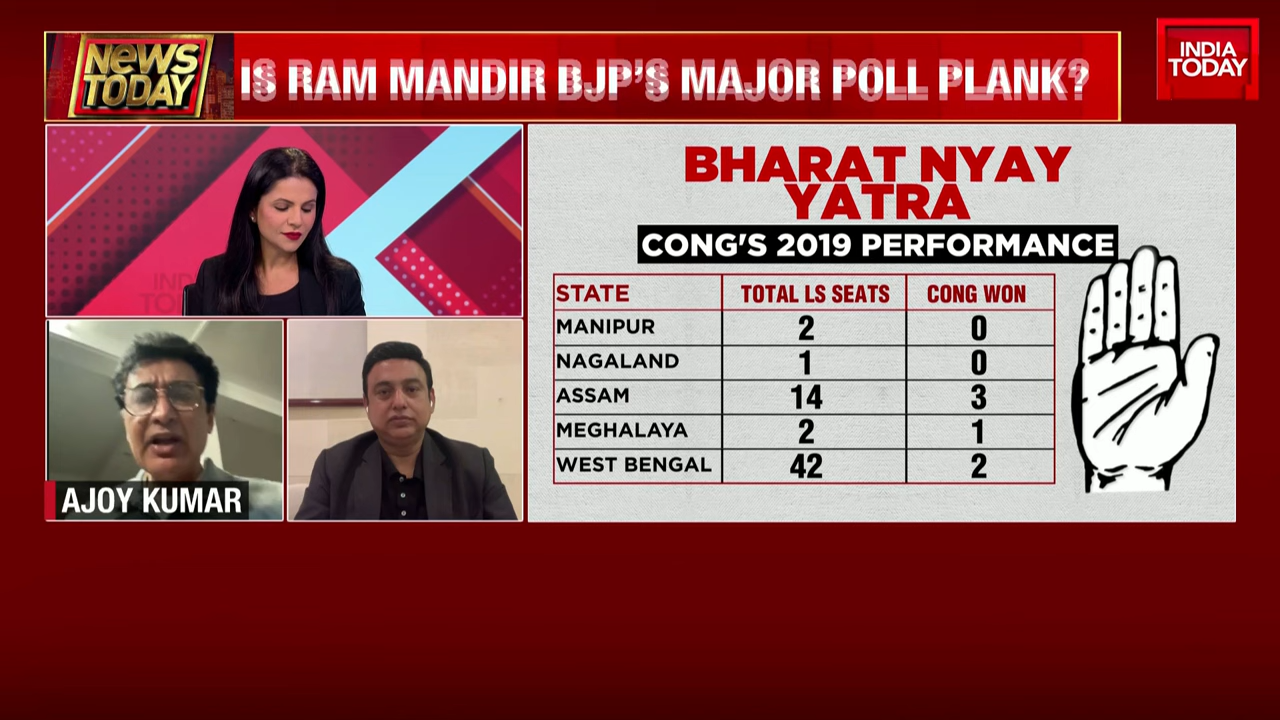 NEWS
TODAY
IS RAM MANDIR BJP'S MAJOR POLL PLANK?
INDIA
TODAY
BHARAT NYAY
YATRA
CONG'S 2019 PERFORMANCE
STATE TOTAL LS SEATS CONG WON
MANIPUR 2 0
NAGALAND 1 0
ASSAM 14 3
MEGHALAYA 2 1
WEST BENGAL 42 2
AJOY KUMAR